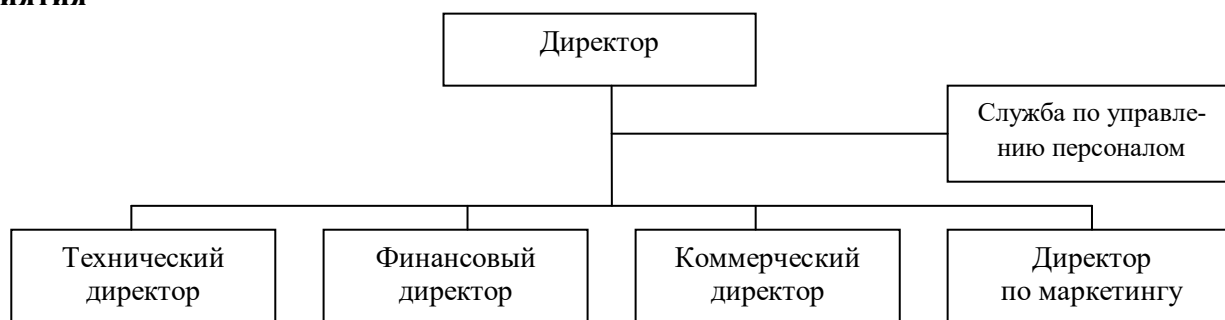 Директор
Служба по управле-
нию персоналом
Технический
директор
Финансовый
директор
Коммерческий
директор
Директор
по маркетингу